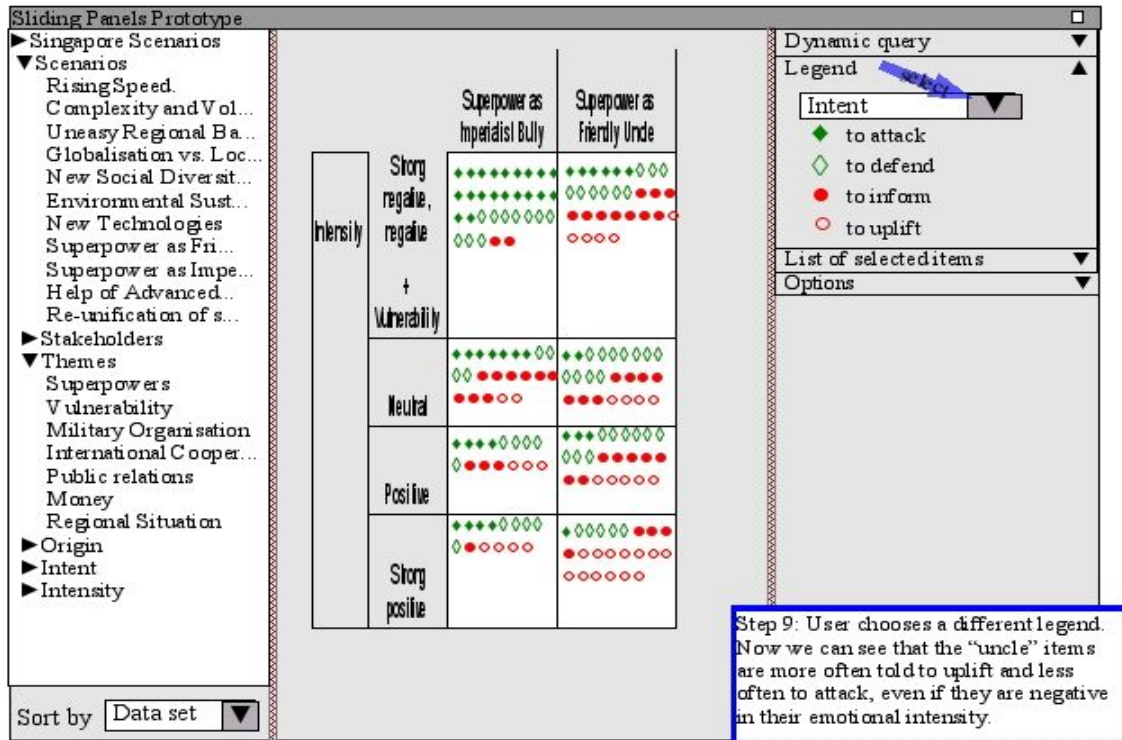 Sliding Panels Prototype
▶Singapore Scenarios
▼Scenarios
Rising Speed.
Complexity and Vol...
Uneasy Regional Ba...
Globalisation vs. Loc...
New Social Diversit...
Environmental Sust...
New Technologies
Superpower as Fri...
Superpower as Impe...
Help of Advanced...
Re-unification of s...
▶Stakeholders
▼Themes
Superpowers
Vulnerability
Military Organisation
International Cooper...
Public relations
Money
Regional Situation
▶Origin
▶Intent
▶Intensity
Sort by Data set ▼
Superpower as
Imperialist Bully
Superpower as
Friendly Uncle
Intensity
Strong
negative,
negative
+
Vulnerability
Neutral
Positive
Strong
positive
Dynamic query ▼
Legend ▲
select
Intent ▼
to attack
to defend
to inform
to uplift
List of selected items ▼
Options ▼
Step 9: User chooses a different legend.
Now we can see that the “uncle” items
are more often told to uplift and less
often to attack, even if they are negative
in their emotional intensity.